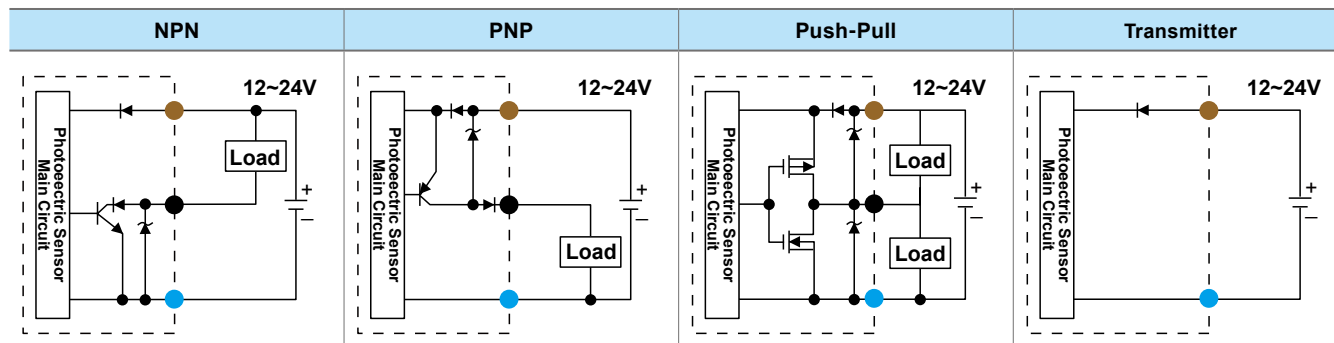 NPN
PNP
Push-Pull
Transmitter
12~24V
Photoeectric Sensor
Main Circuit
Load
+
–
12~24V
Photoeectric Sensor
Main Circuit
Load
+
–
12~24V
Photoeectric Sensor
Main Circuit
Load
Load
+
–
12~24V
Photoeectric Sensor
Main Circuit
+
–